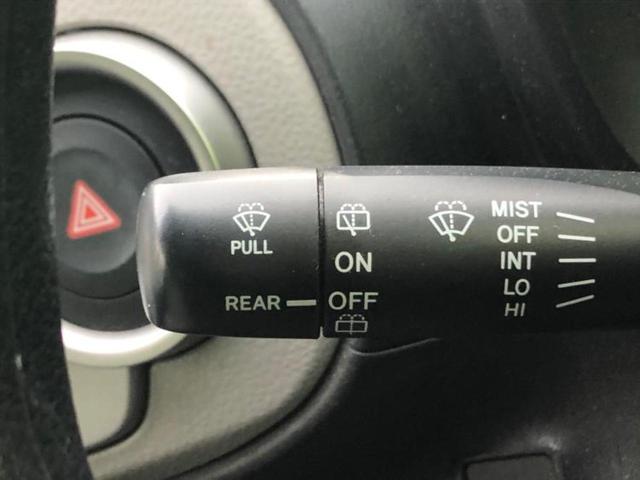 PULL
REAR
ON
OFF
MIST
OFF
INT
LO
HI